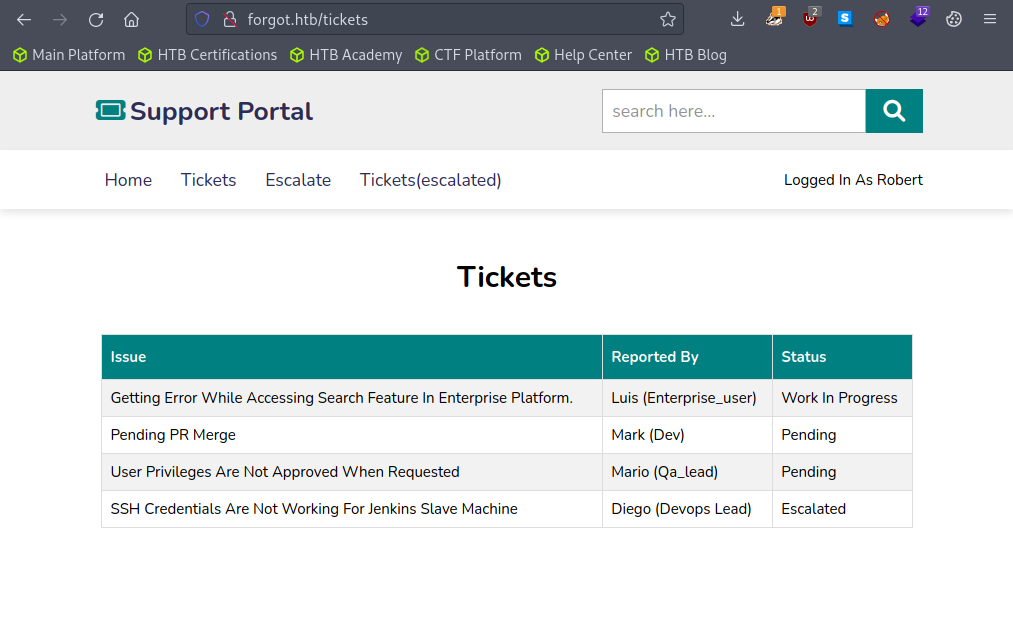 forgot.htb/tickets
1
2
S
12
Main Platform HTB Certifications HTB Academy CTF Platform Help Center HTB Blog
Support Portal
search here...
Home Tickets Escalate Tickets(escalated) Logged In As Robert
Tickets
Issue Reported By Status
Getting Error While Accessing Search Feature In Enterprise Platform. Luis (Enterprise_user) Work In Progress
Pending PR Merge Mark (Dev) Pending
User Privileges Are Not Approved When Requested Mario (Qa_lead) Pending
SSH Credentials Are Not Working For Jenkins Slave Machine Diego (Devops Lead) Escalated